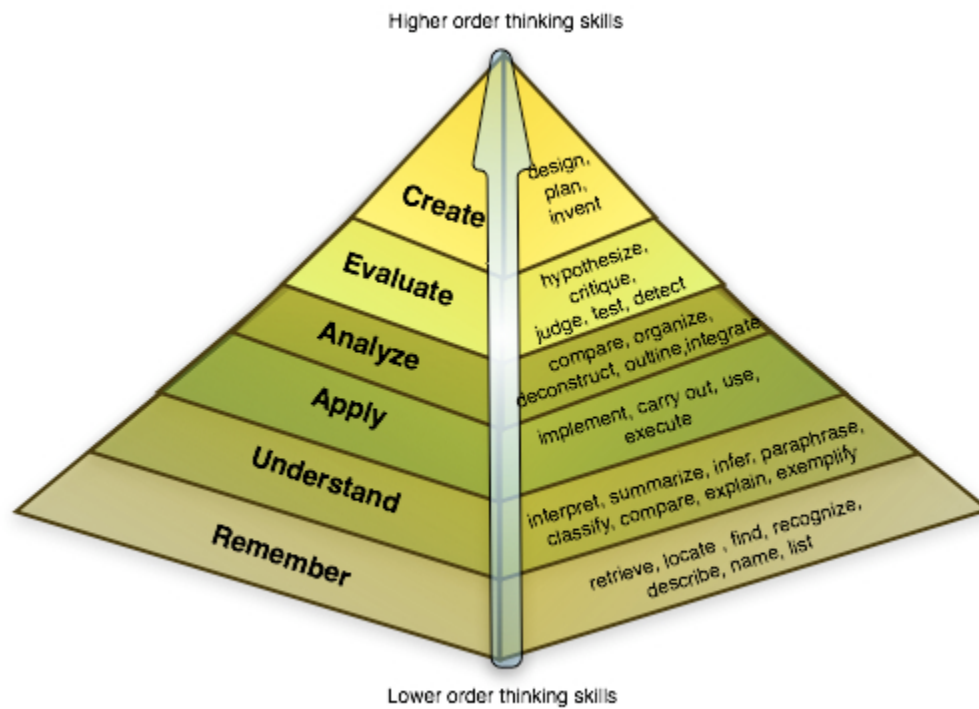 Higher order thinking skills
Create
design,
plan,
invent
Evaluate
hypothesize,
critique,
judge, test, detect
Analyze
compare, organize,
deconstruct, outline,integrate
Apply
implement, carry out, use,
execute
Understand
interpret, summarize, infer, paraphrase,
classify, compare, explain, exemplify
Remember
retrieve, locate , find, recognize,
describe, name, list
Lower order thinking skills